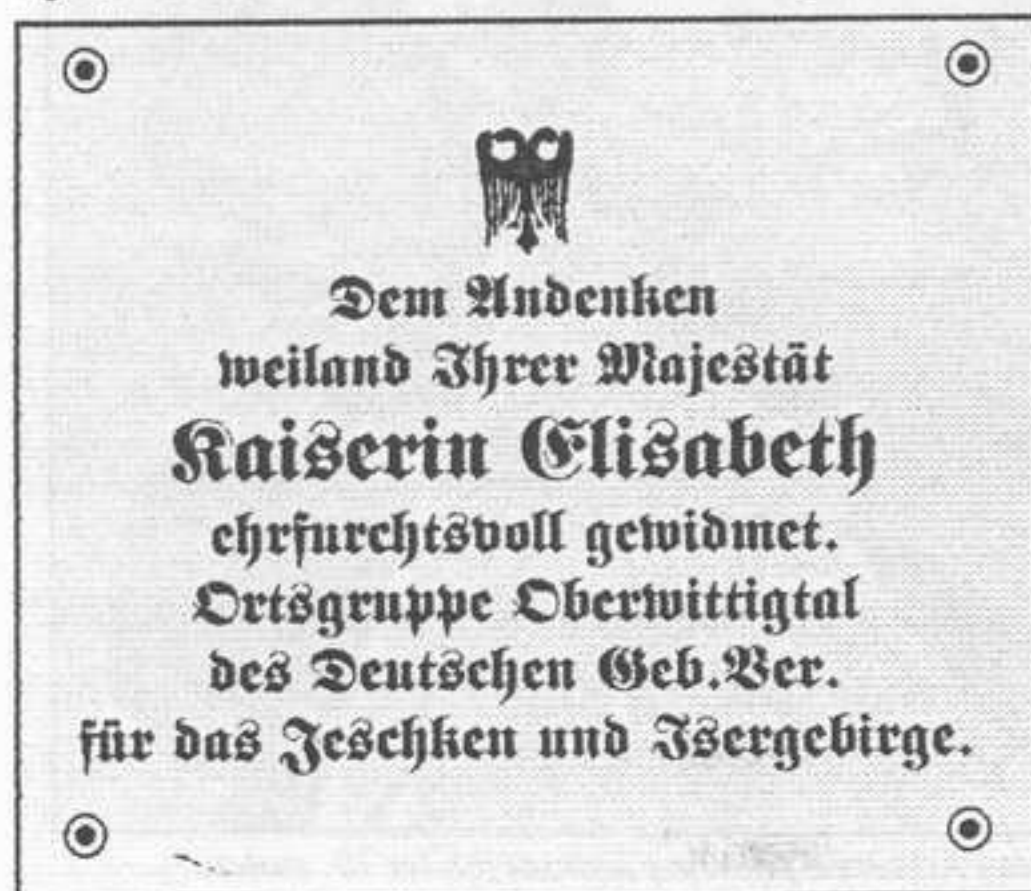 Dem Andenken
weiland Ihrer Majestät
Kaiserin Elisabeth
ehrfurchtsvoll gewidmet.
Ortsgruppe Oberwittigtal
des Deutschen Geb.Ver.
für das Jeschken und Isergebirge.